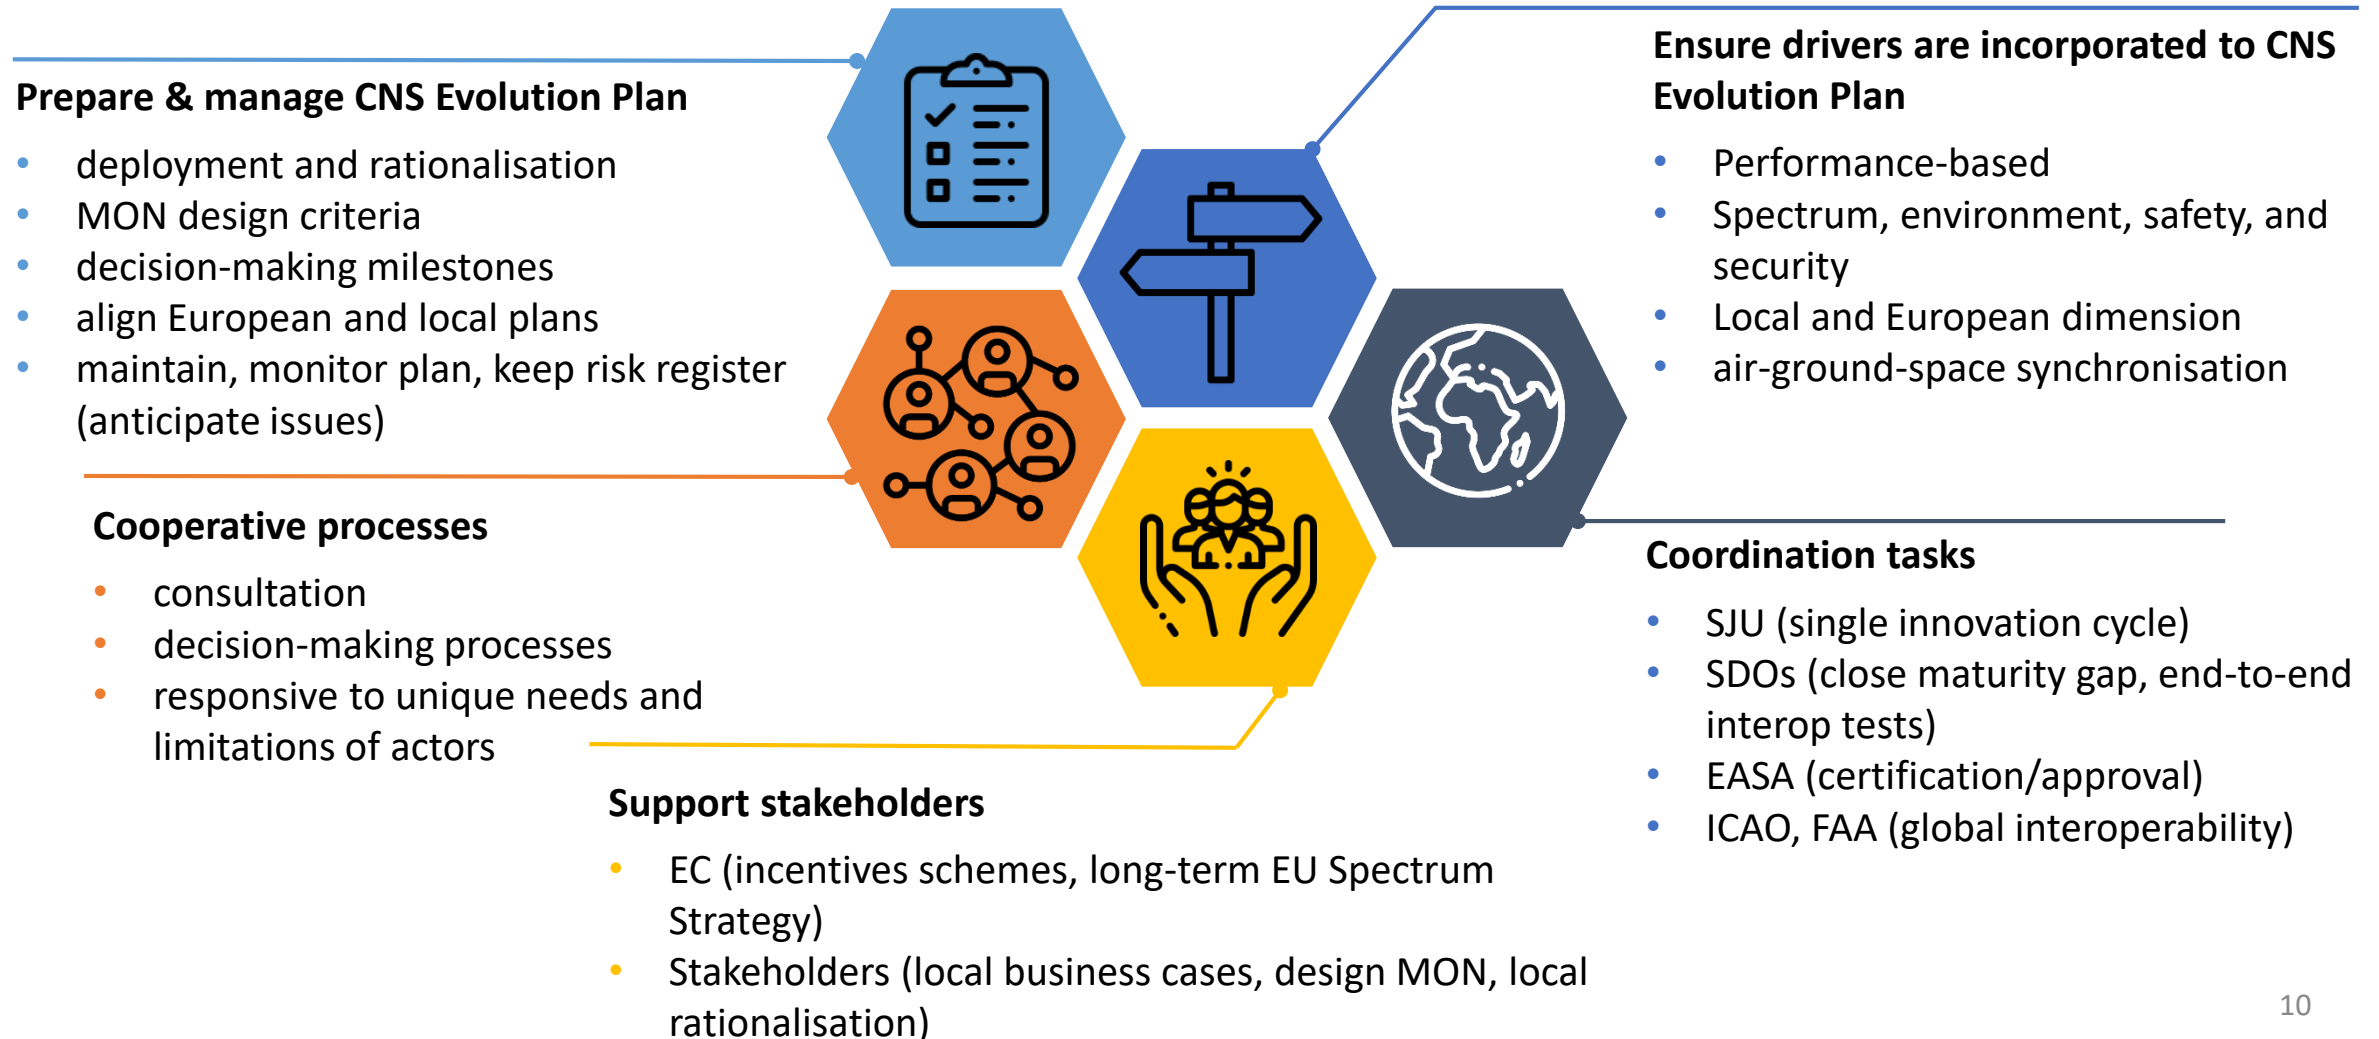 Prepare & manage CNS Evolution Plan
• deployment and rationalisation
• MON design criteria
• decision-making milestones
• align European and local plans
• maintain, monitor plan, keep risk register
(anticipate issues)
Ensure drivers are incorporated to CNS
Evolution Plan
• Performance-based
• Spectrum, environment, safety, and
security
• Local and European dimension
• air-ground-space synchronisation
Cooperative processes
• consultation
• decision-making processes
• responsive to unique needs and
limitations of actors
Coordination tasks
• SJU (single innovation cycle)
• SDOs (close maturity gap, end-to-end
interop tests)
• EASA (certification/approval)
• ICAO, FAA (global interoperability)
Support stakeholders
• EC (incentives schemes, long-term EU Spectrum
Strategy)
• Stakeholders (local business cases, design MON, local
rationalisation)
10